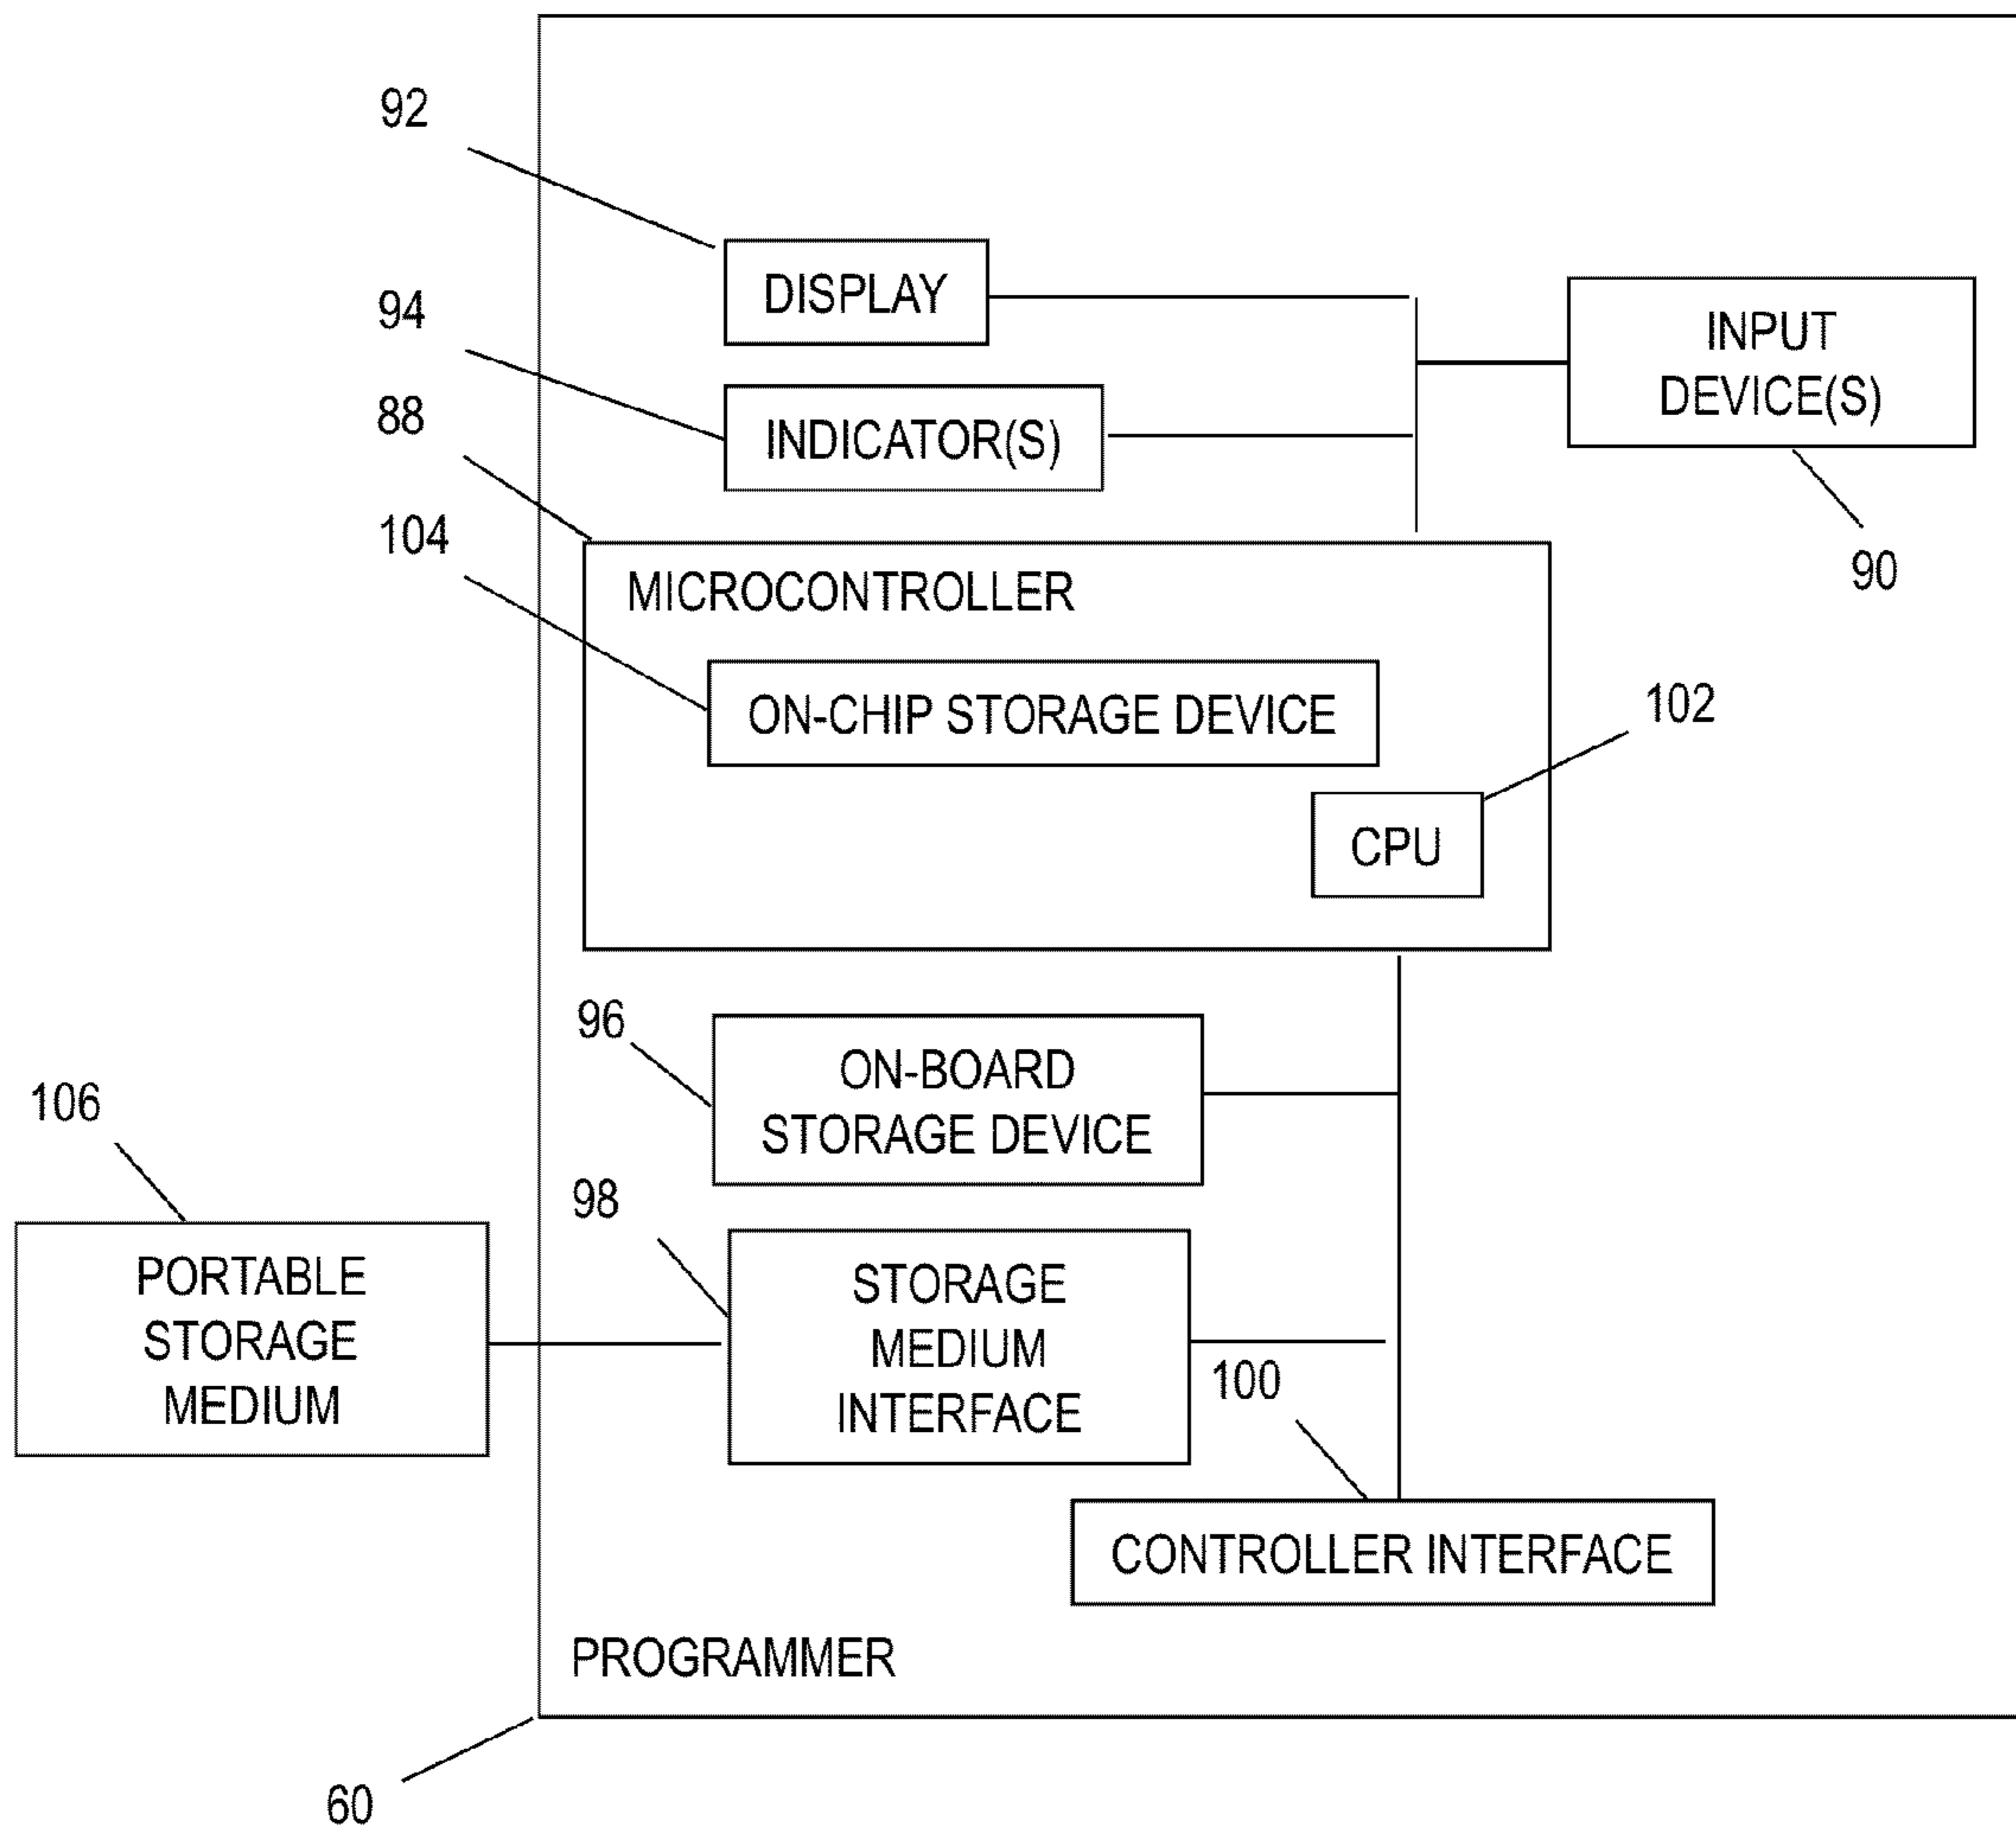 92
DISPLAY
94
INPUT
DEVICE(S)
88
INDICATOR(S)
104
90
MICROCONTROLLER
ON-CHIP STORAGE DEVICE
102
CPU
96
ON-BOARD
STORAGE DEVICE
106
98
PORTABLE
STORAGE
MEDIUM
STORAGE
MEDIUM
INTERFACE
100
CONTROLLER INTERFACE
PROGRAMMER
60